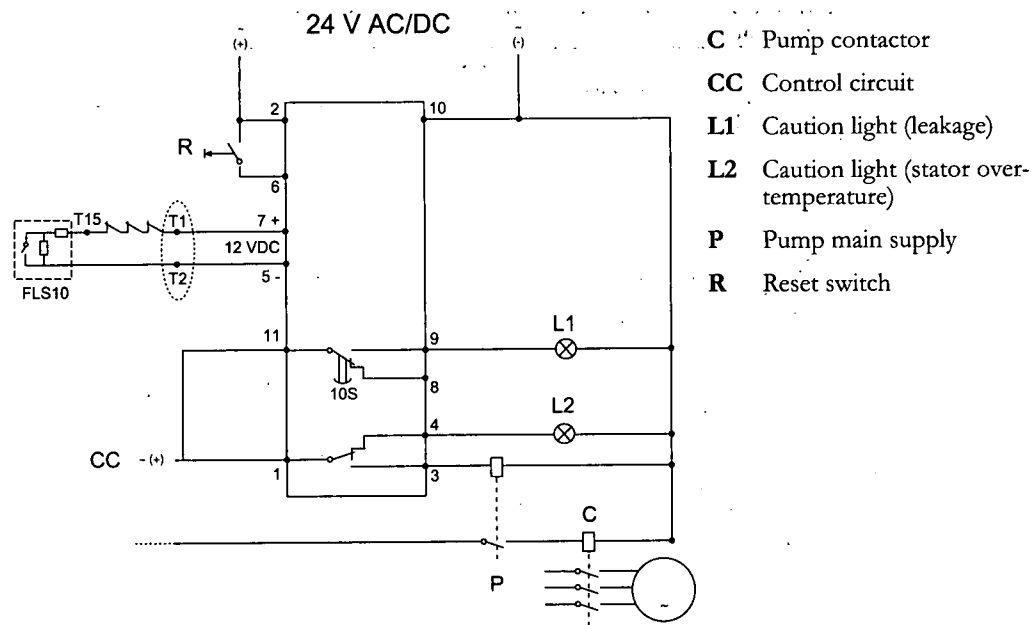 24 V AC/DC
~
(+)
~
(-)
2
10
R
6
T15
T1
7 +
12 VDC
T2
5 -
FLS10
11
9
L1
8
10S
4
L2
CC
~ (+)
1
3
C
P
~
C Pump contactor
CC Control circuit
L1 Caution light (leakage)
L2 Caution light (stator over-
temperature)
P Pump main supply
R Reset switch